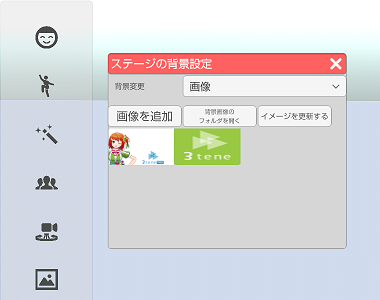 ステージの背景設定
背景変更
画像
画像を追加
背景画像の
フォルダを開く
イメージを更新する
3tene